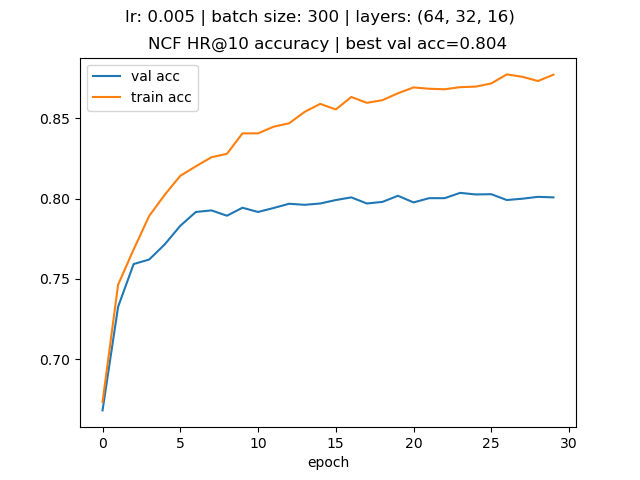 lr: 0.005 | batch size: 300 | layers: (64, 32, 16)
NCF HR@10 accuracy | best val acc=0.804
val acc
train acc
0.85
0.80
0.75
0.70
0 5 10 15 20 25 30
epoch